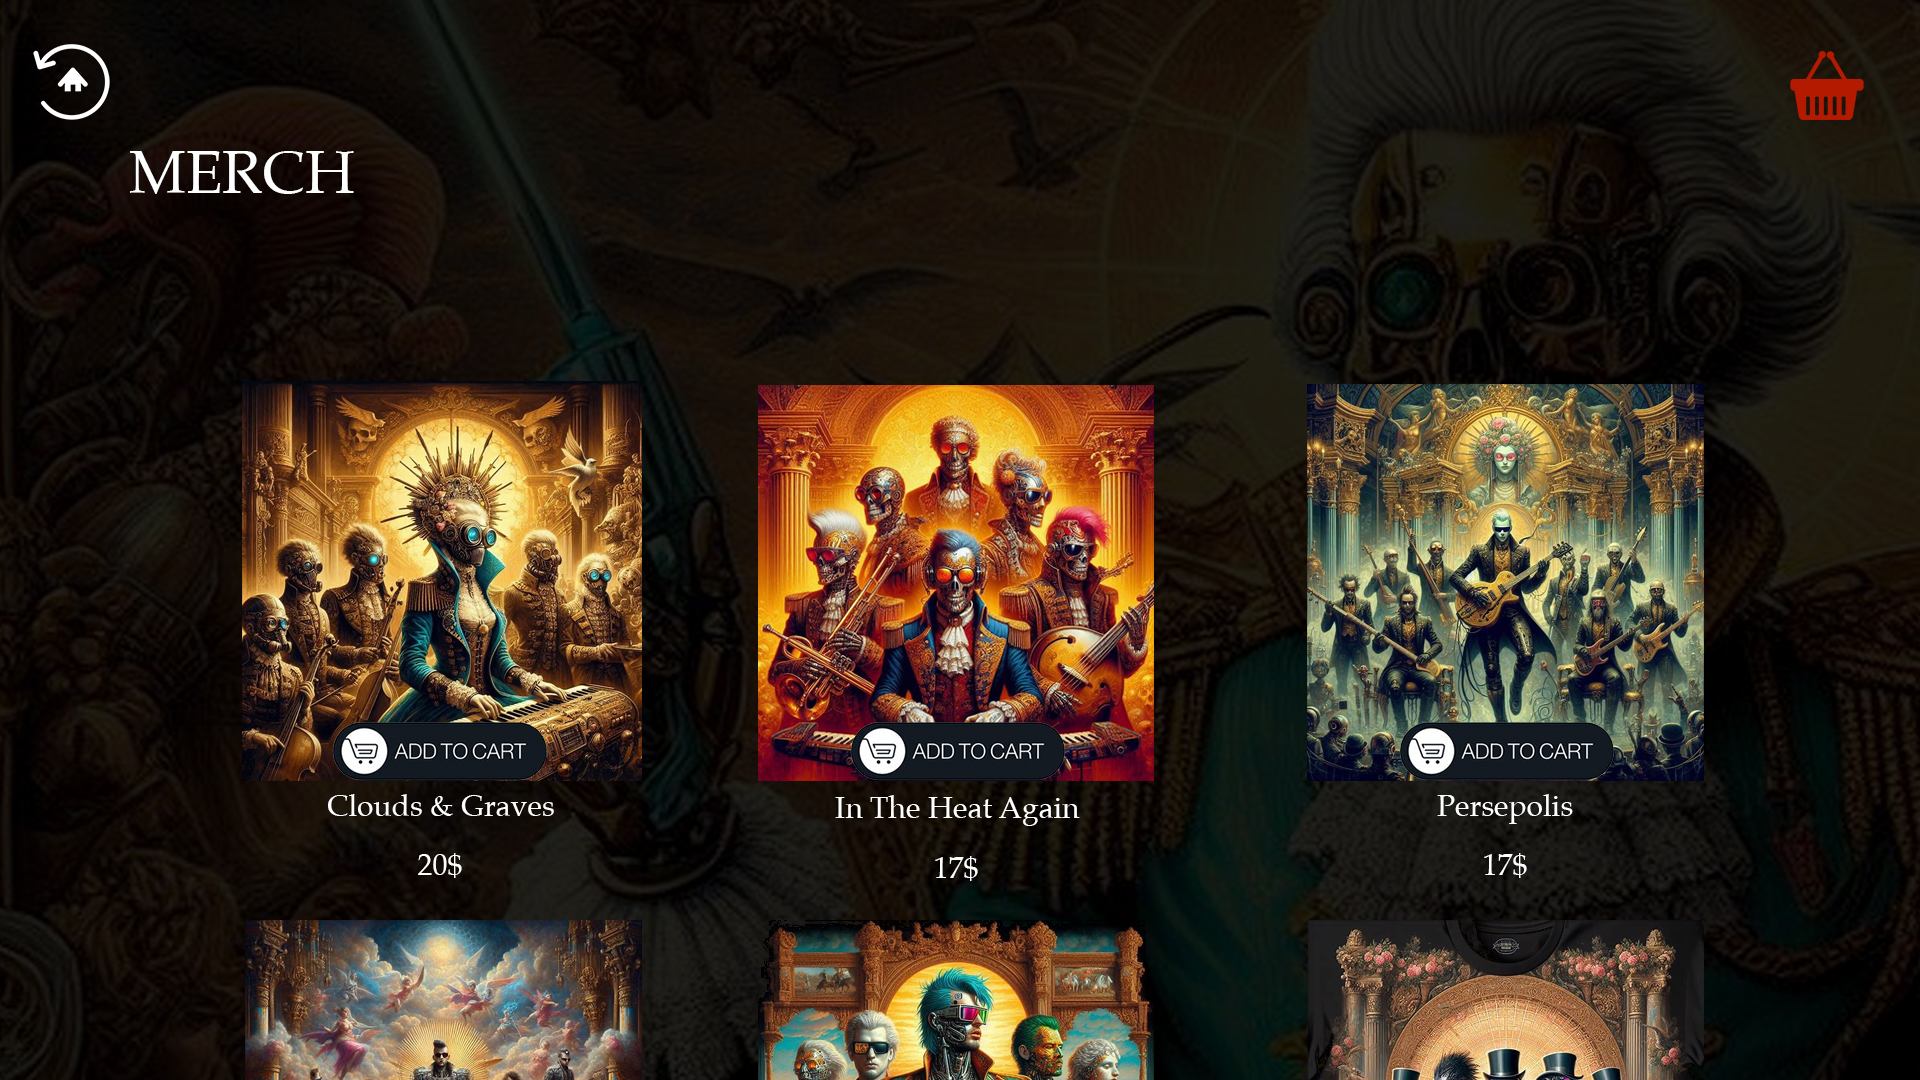 MERCH
ADD TO CART
ADD TO CART
ADD TO CART
Clouds & Graves
In The Heat Again
Persepolis
20$
17$
17$